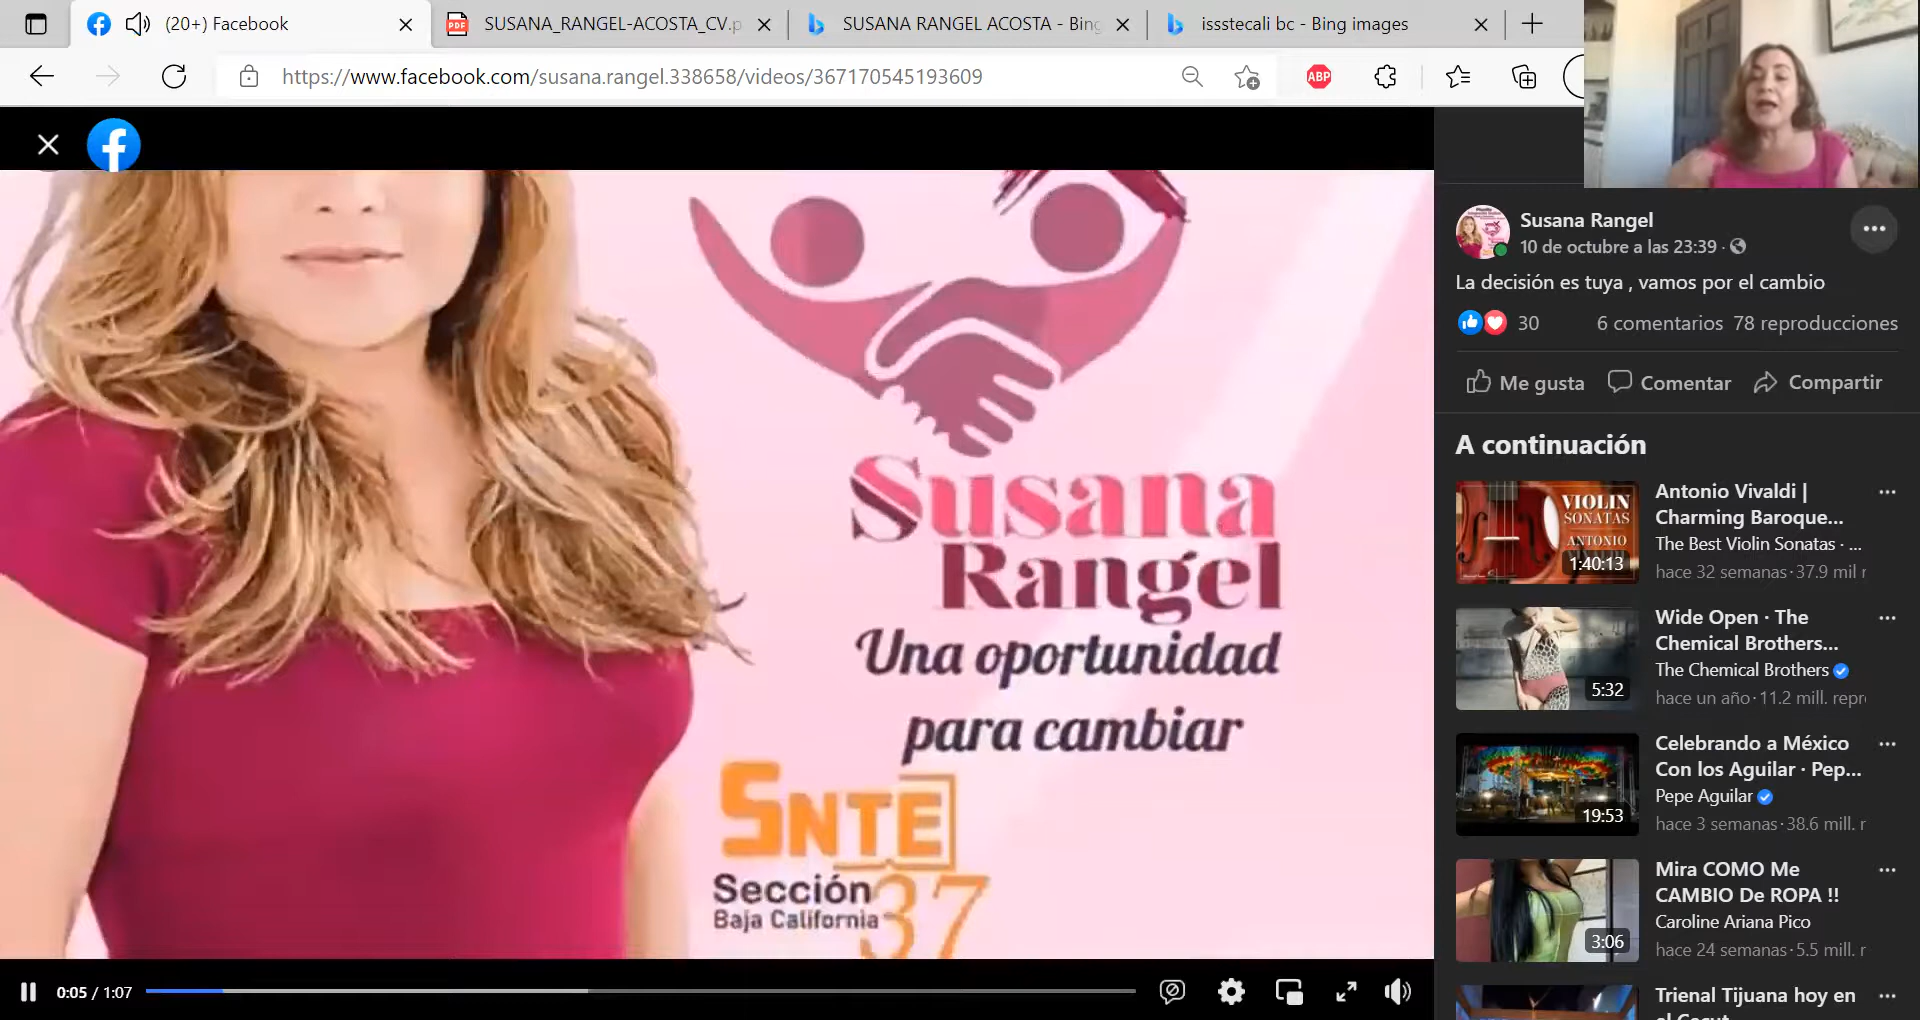 (20+) Facebook
SUSANA_RANGEL-ACOSTA_CV.p
SUSANA RANGEL ACOSTA - Bing
issstecali bc - Bing images
https://www.facebook.com/susana.rangel.338658/videos/367170545193609
ABP
Susana
Rangel
Una oportunidad
para cambiar
SNTE
Sección 37
Baja California
0:05 / 1:07
Susana Rangel
10 de octubre a las 23:39 ·
La decisión es tuya , vamos por el cambio
30 6 comentarios 78 reproducciones
Me gusta Comentar Compartir
A continuación
VIOLIN
SONATAS
ANTONIO
1:40:13
Antonio Vivaldi |
Charming Baroque...
The Best Violin Sonatas · ...
hace 32 semanas · 37.9 mil r
5:32
Wide Open · The
Chemical Brothers...
The Chemical Brothers
hace un año · 11.2 mill. repr
19:53
Celebrando a México
Con los Aguilar · Pep...
Pepe Aguilar
hace 3 semanas · 38.6 mill. r
3:06
Mira COMO Me
CAMBIO De ROPA !!
Caroline Ariana Pico
hace 24 semanas · 5.5 mill. r
Trienal Tijuana hoy en